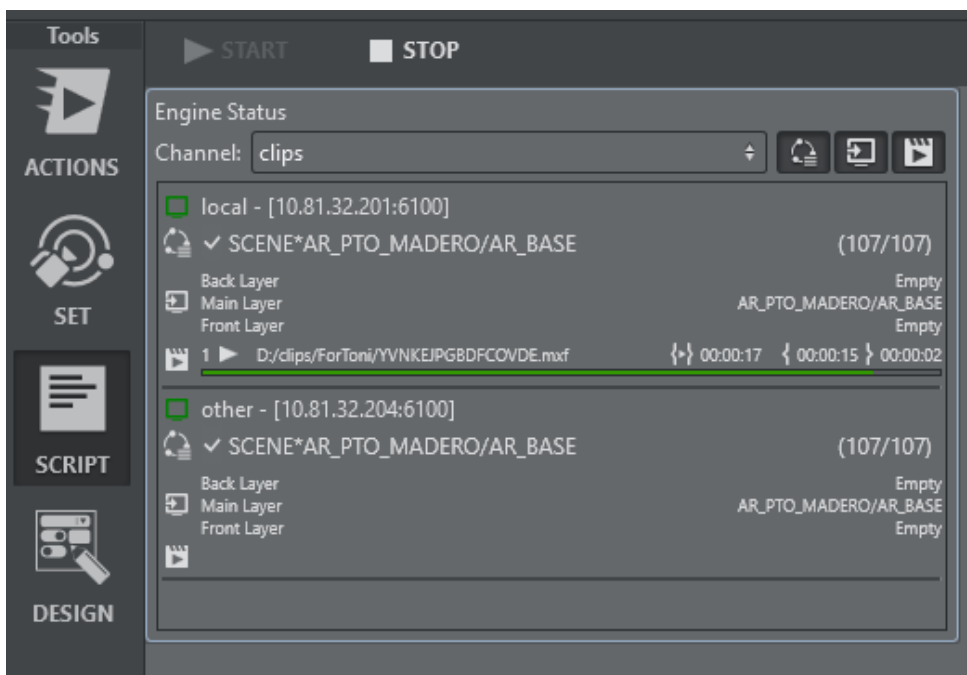 Tools
START
STOP
ACTIONS
SET
SCRIPT
DESIGN
Engine Status
Channel: clips
local - [10.81.32.201:6100]
SCENE*AR_PTO_MADERO/AR_BASE (107/107)
Back Layer Empty
Main Layer AR_PTO_MADERO/AR_BASE
Front Layer Empty
1 D:/clips/ForToni/YVNKEJPGBDFCOVDE.mxf {‣} 00:00:17 { 00:00:15 } 00:00:02
other - [10.81.32.204:6100]
SCENE*AR_PTO_MADERO/AR_BASE (107/107)
Back Layer Empty
Main Layer AR_PTO_MADERO/AR_BASE
Front Layer Empty